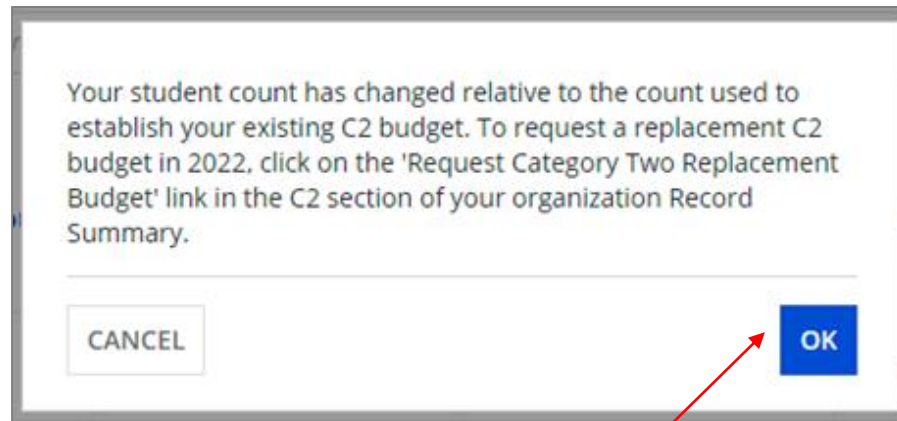 Your student count has changed relative to the count used to
establish your existing C2 budget. To request a replacement C2
budget in 2022, click on the 'Request Category Two Replacement
Budget' link in the C2 section of your organization Record
Summary.
CANCEL
OK